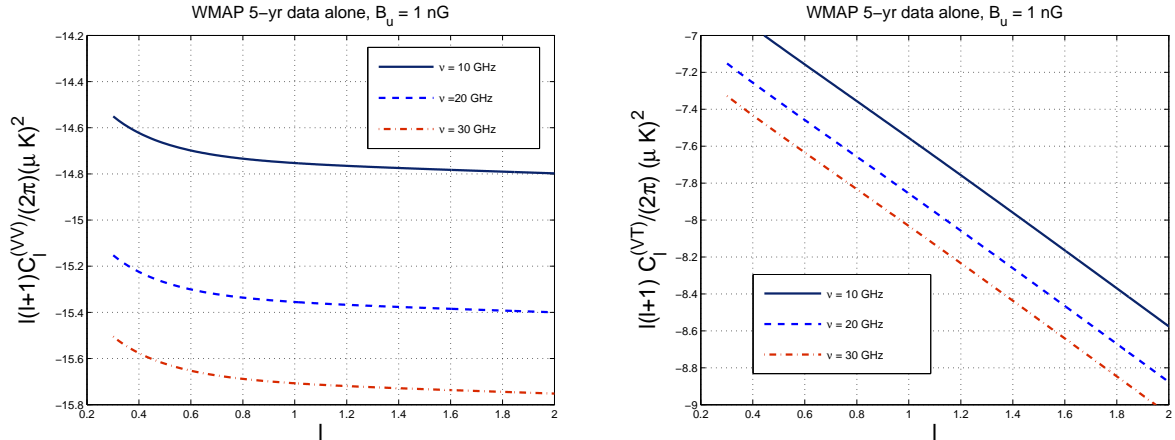 WMAP 5-yr data alone, B_u = 1 nG
l(l+1)C_l^(VV)/(2π)(μ K)^2
−14.2
−14.4
−14.6
−14.8
−15
−15.2
−15.4
−15.6
−15.8
ν = 10 GHz
ν =20 GHz
ν = 30 GHz
0.2 0.4 0.6 0.8 1 1.2 1.4 1.6 1.8 2
l
WMAP 5-yr data alone, B_u = 1 nG
l(l+1) C_l^(VT)/(2π) (μ K)^2
−7
−7.2
−7.4
−7.6
−7.8
−8
−8.2
−8.4
−8.6
−8.8
−9
ν = 10 GHz
ν = 20 GHz
ν = 30 GHz
0.2 0.4 0.6 0.8 1 1.2 1.4 1.6 1.8 2
l